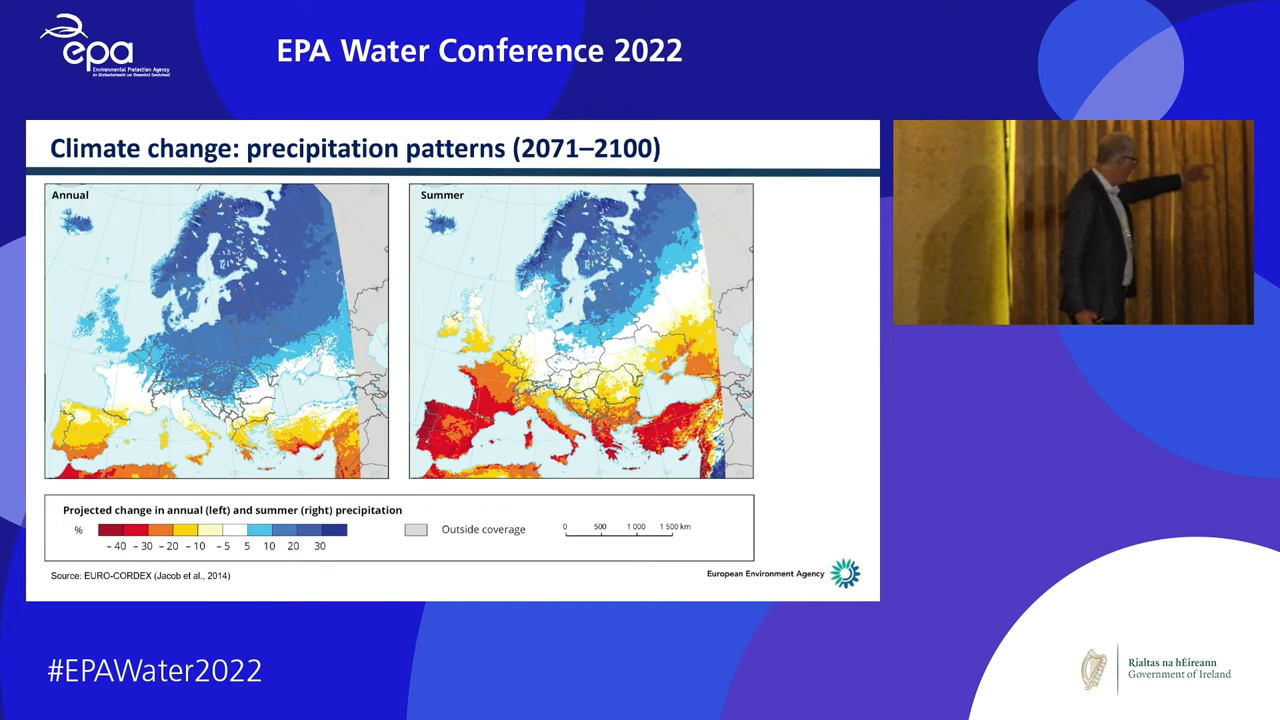 epa
Environmental Protection Agency
EPA Water Conference 2022
Climate change: precipitation patterns (2071–2100)
Annual
Summer
Projected change in annual (left) and summer (right) precipitation
%
– 40 – 30 – 20 – 10 – 5 5 10 20 30
Outside coverage
0 500 1 000 1 500 km
Source: EURO-CORDEX (Jacob et al., 2014)
European Environment Agency
#EPAWater2022
Rialtas na hÉireann
Government of Ireland